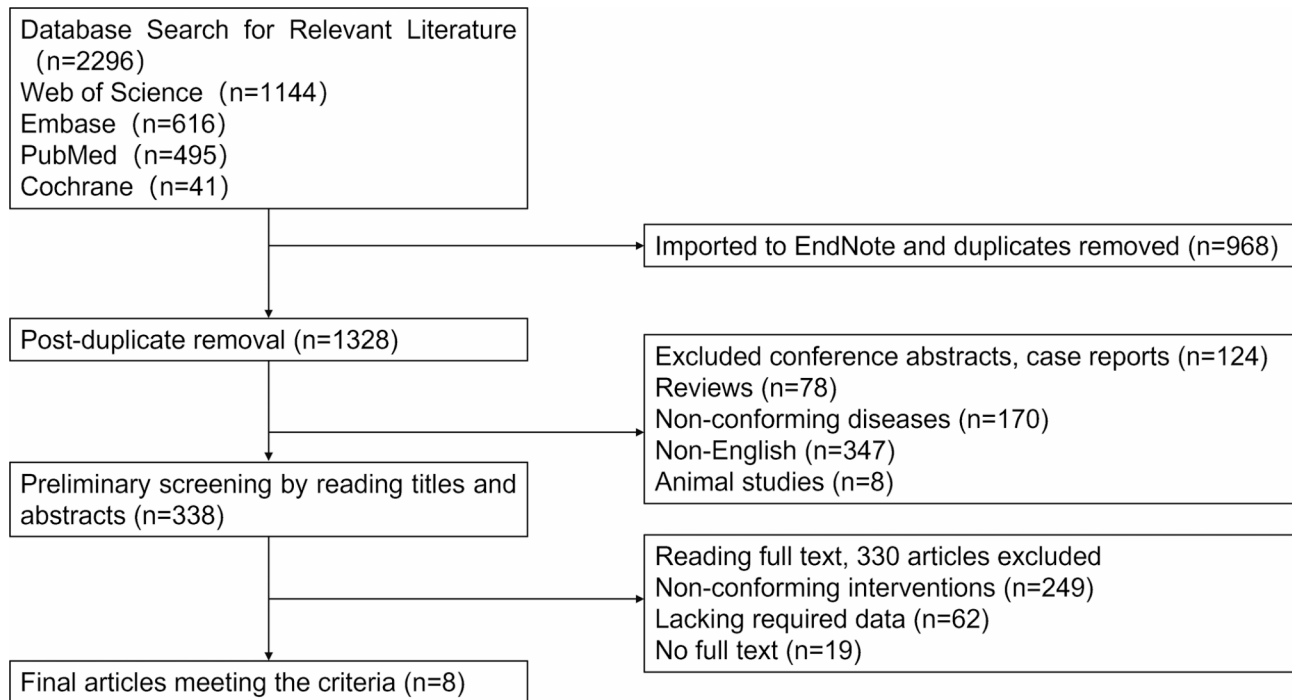 Database Search for Relevant Literature
(n=2296)
Web of Science (n=1144)
Embase (n=616)
PubMed (n=495)
Cochrane (n=41)
Imported to EndNote and duplicates removed (n=968)
Post-duplicate removal (n=1328)
Excluded conference abstracts, case reports (n=124)
Reviews (n=78)
Non-conforming diseases (n=170)
Non-English (n=347)
Animal studies (n=8)
Preliminary screening by reading titles and
abstracts (n=338)
Reading full text, 330 articles excluded
Non-conforming interventions (n=249)
Lacking required data (n=62)
No full text (n=19)
Final articles meeting the criteria (n=8)